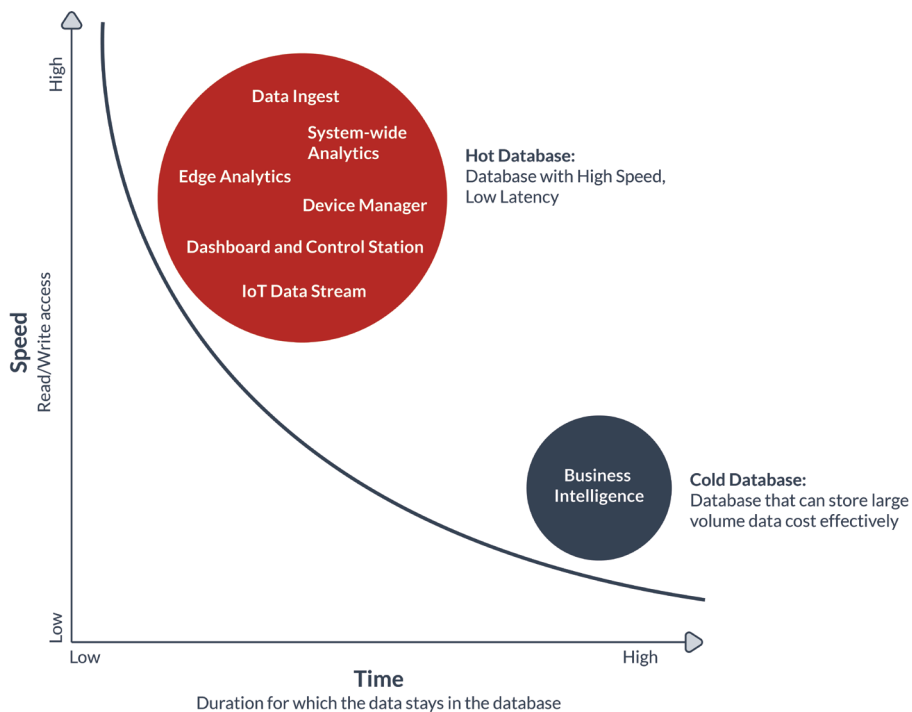 High
Data Ingest
System-wide
Analytics
Edge Analytics
Device Manager
Dashboard and Control Station
IoT Data Stream
Hot Database:
Database with High Speed,
Low Latency
Speed
Read/Write access
Business
Intelligence
Cold Database:
Database that can store large
volume data cost effectively
Low
Low
High
Time
Duration for which the data stays in the database